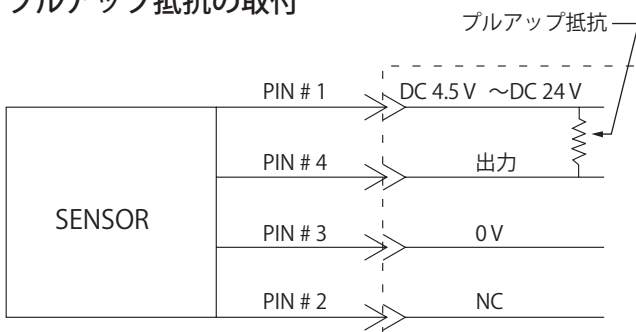 プルアップ抵抗の取付
プルアップ抵抗
PIN # 1 DC 4.5 V ～DC 24 V
PIN # 4 出力
SENSOR
PIN # 3 0 V
PIN # 2 NC